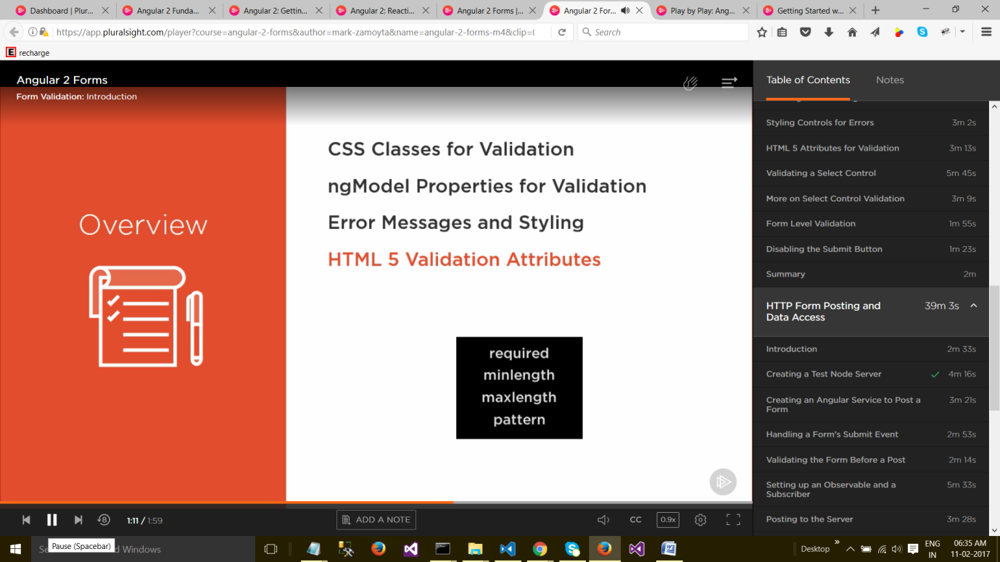 Dashboard | Plur...
Angular 2 Funda...
Angular 2: Gettin...
Angular 2: Reacti...
Angular 2 Forms |...
Angular 2 For...
Play by Play: Ang...
Getting Started w...
https://app.pluralsight.com/player?course=angular-2-forms&author=mark-zamoyta&name=angular-2-forms-m4&clip=0
Search
E recharge
Angular 2 Forms
Form Validation: Introduction
Overview
CSS Classes for Validation
ngModel Properties for Validation
Error Messages and Styling
HTML 5 Validation Attributes
required
minlength
maxlength
pattern
1:11 / 1:59
8
ADD A NOTE
CC
0.9x
Table of Contents
Notes
Styling Controls for Errors 3m 2s
HTML 5 Attributes for Validation 3m 13s
Validating a Select Control 5m 45s
More on Select Control Validation 3m 9s
Form Level Validation 1m 55s
Disabling the Submit Button 1m 23s
Summary 2m
HTTP Form Posting and 39m 3s
Data Access
Introduction 2m 33s
Creating a Test Node Server 4m 16s
Creating an Angular Service to Post a 3m 21s
Form
Handling a Form's Submit Event 2m 53s
Validating the Form Before a Post 2m 14s
Setting up an Observable and a 5m 33s
Subscriber
Posting to the Server 3m 28s
Pause (Spacebar)
Windows
Desktop
ENG
IN
06:35 AM
11-02-2017